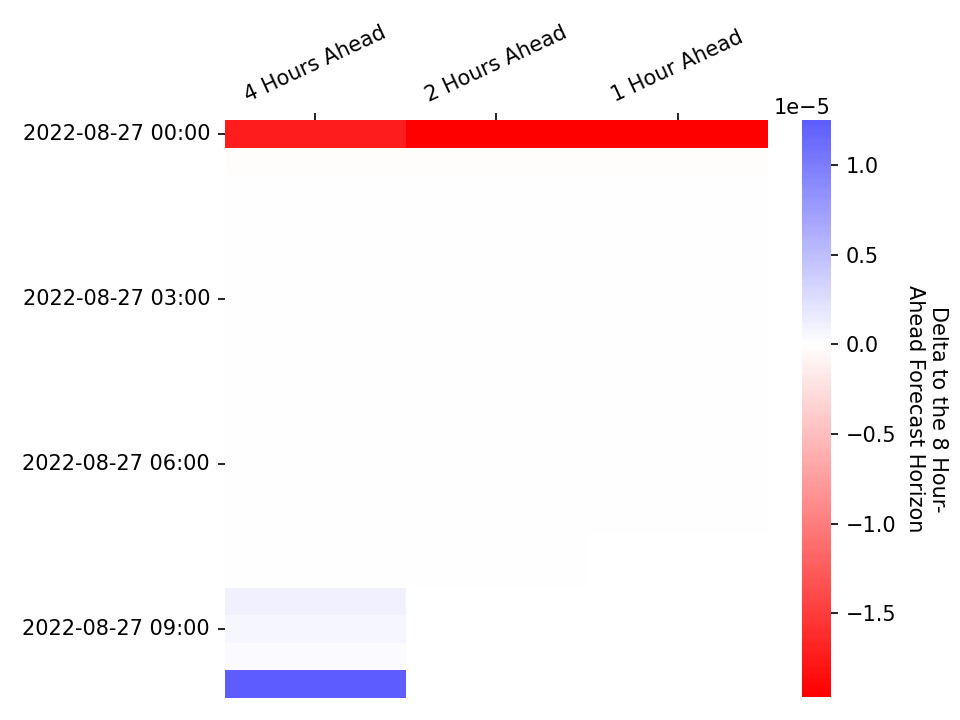 4 Hours Ahead
2 Hours Ahead
1 Hour Ahead
1e−5
2022-08-27 00:00
2022-08-27 03:00
2022-08-27 06:00
2022-08-27 09:00
1.0
0.5
0.0
−0.5
−1.0
−1.5
Delta to the 8 Hour-
Ahead Forecast Horizon